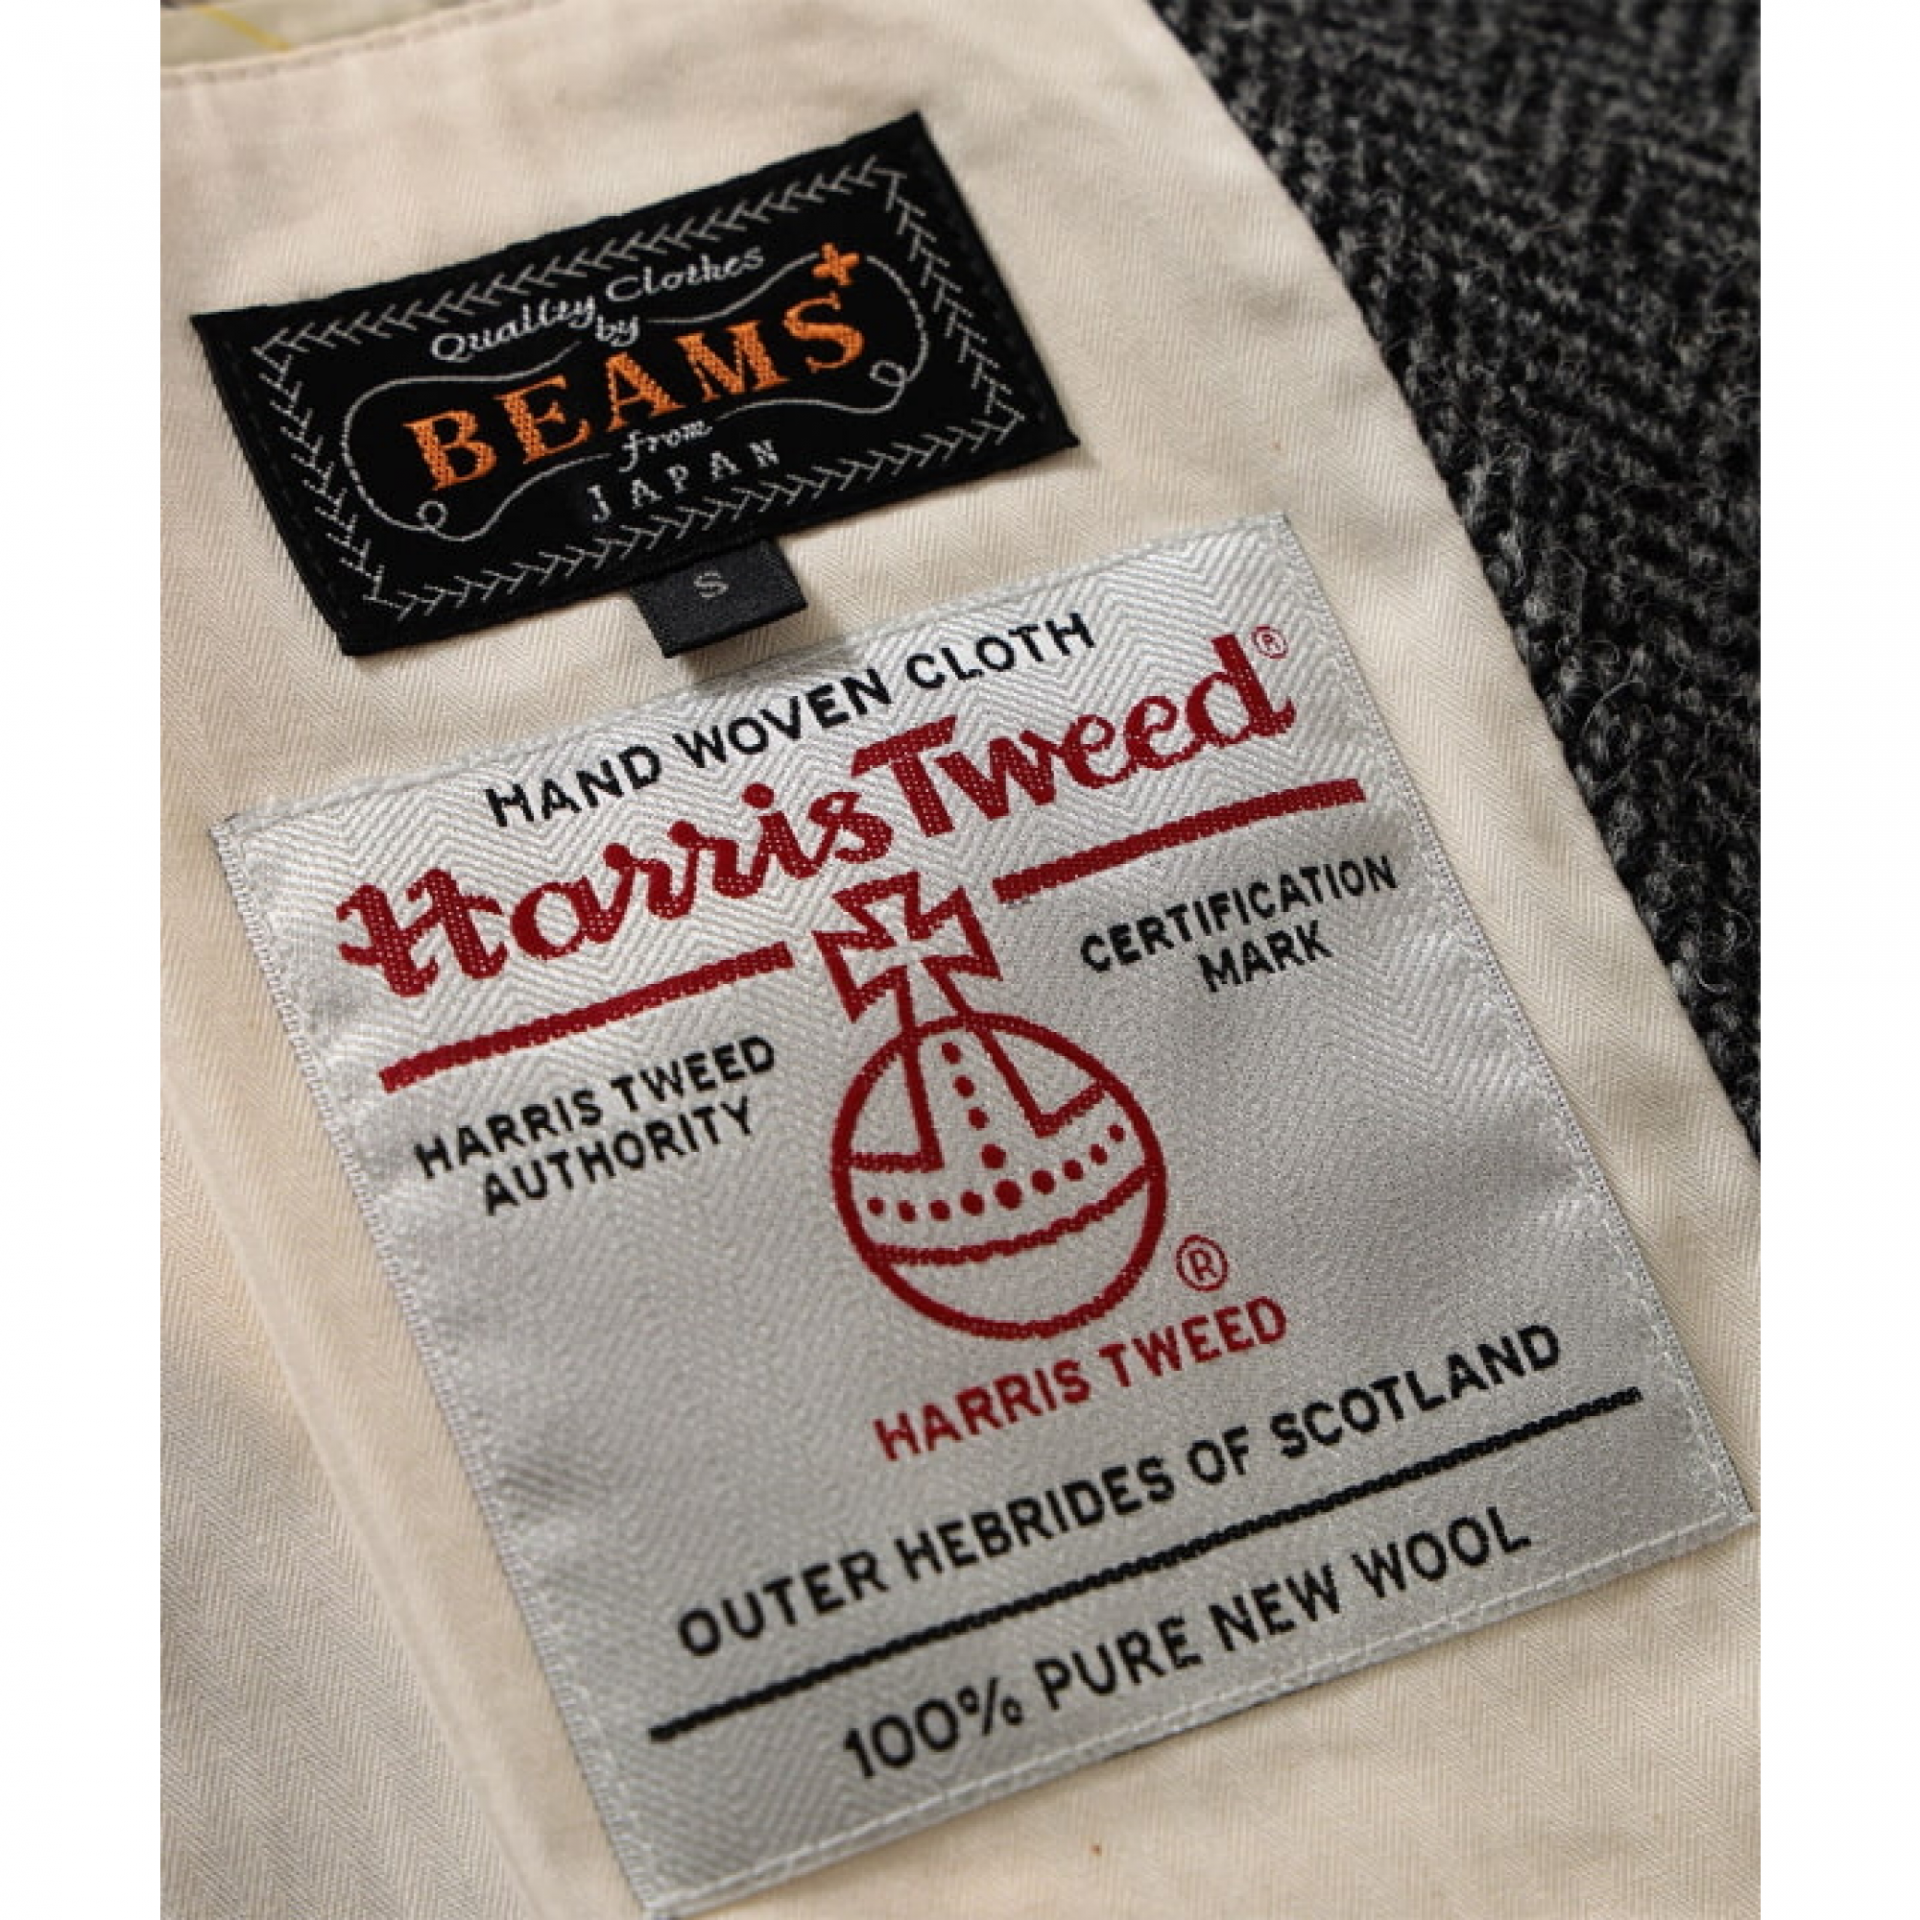 Quality Clothes
by
BEAMS+
from
JAPAN
S
HAND WOVEN CLOTH
Harris Tweed®
HARRIS TWEED
AUTHORITY
CERTIFICATION
MARK
®
HARRIS TWEED
OUTER HEBRIDES OF SCOTLAND
100% PURE NEW WOOL